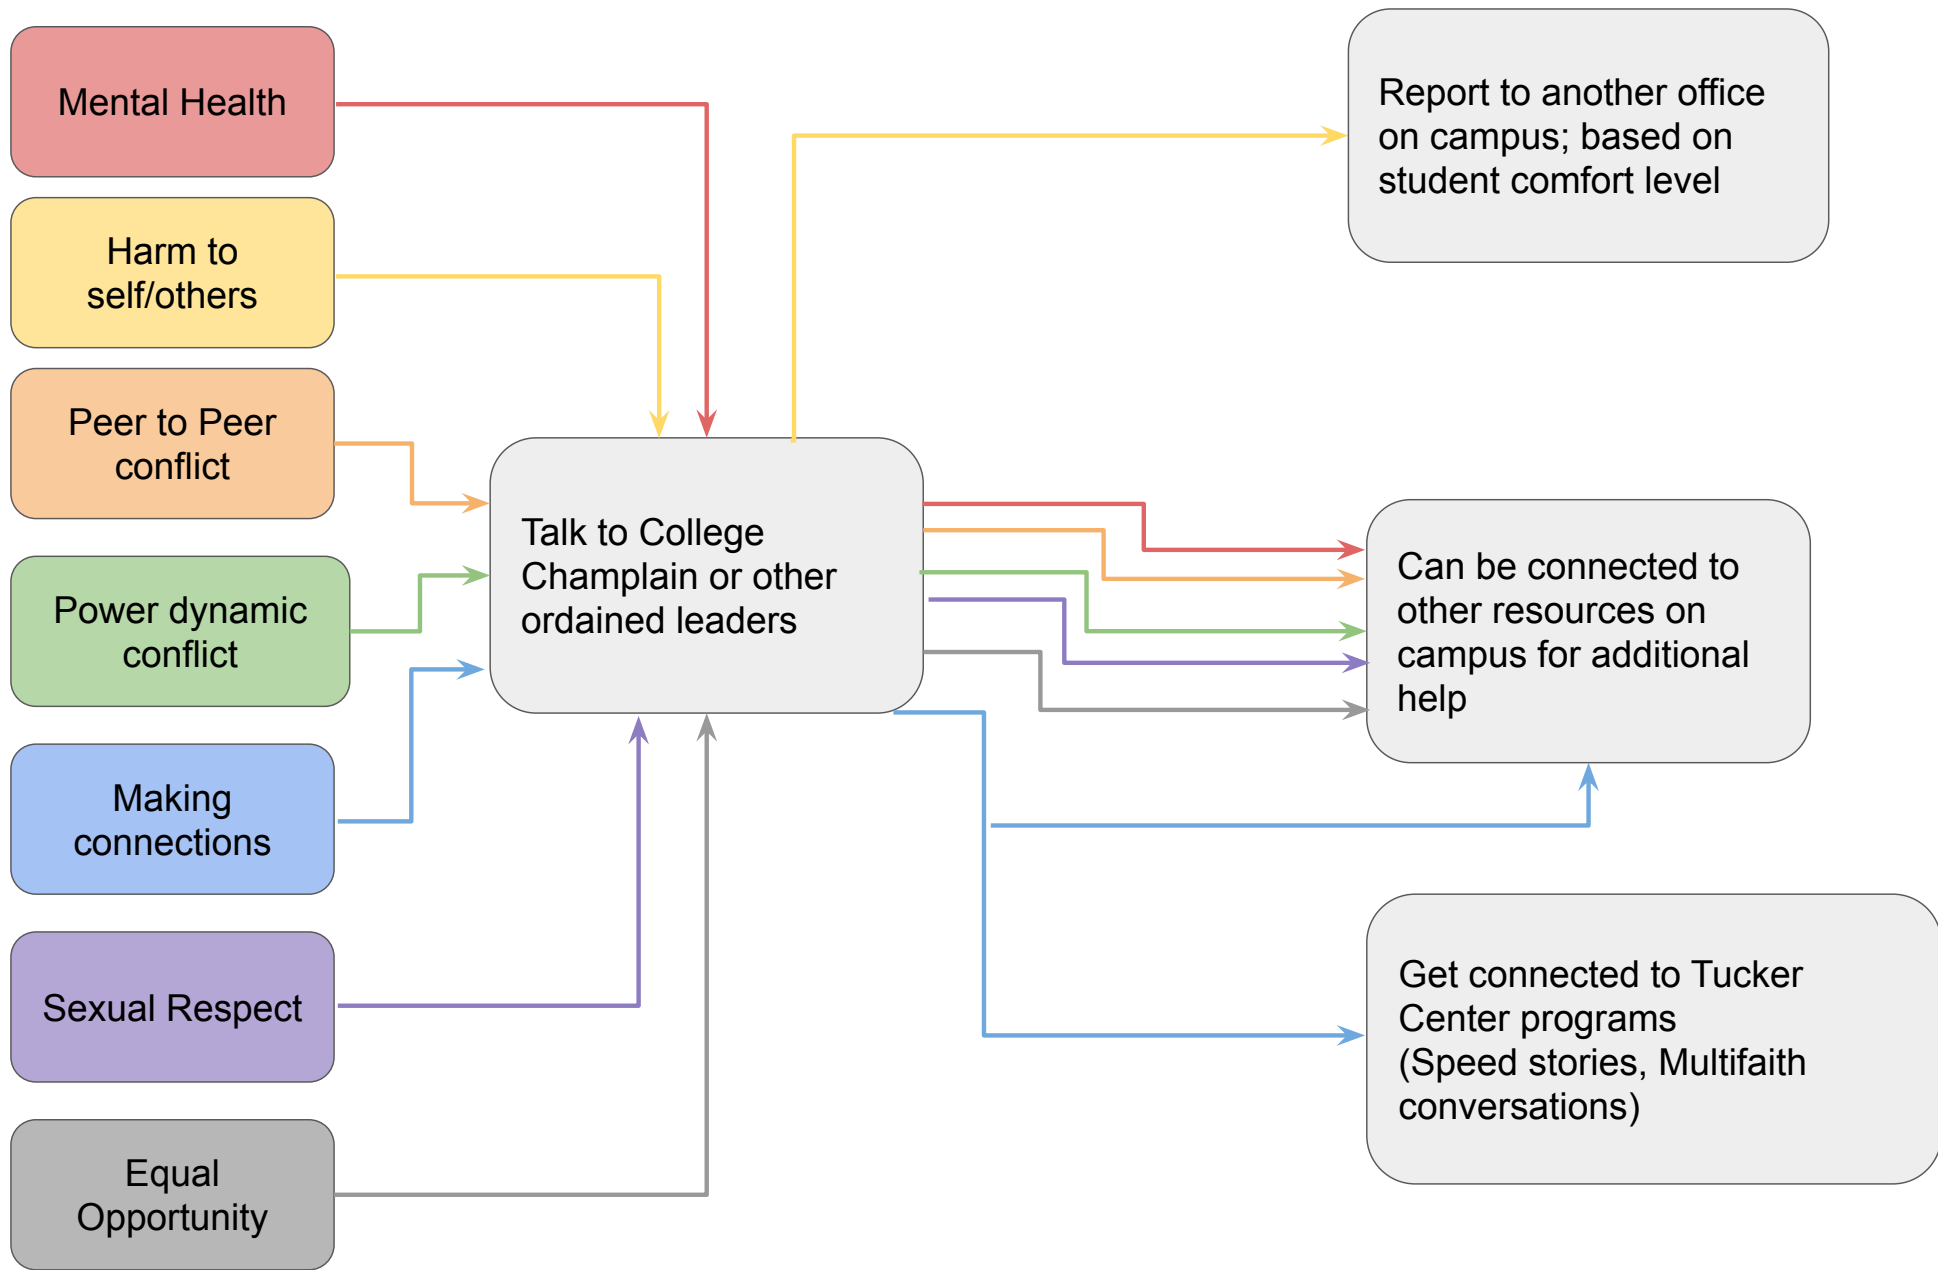 Mental Health
Harm to
self/others
Peer to Peer
conflict
Power dynamic
conflict
Making
connections
Sexual Respect
Equal
Opportunity
Talk to College
Champlain or other
ordained leaders
Report to another office
on campus; based on
student comfort level
Can be connected to
other resources on
campus for additional
help
Get connected to Tucker
Center programs
(Speed stories, Multifaith
conversations)